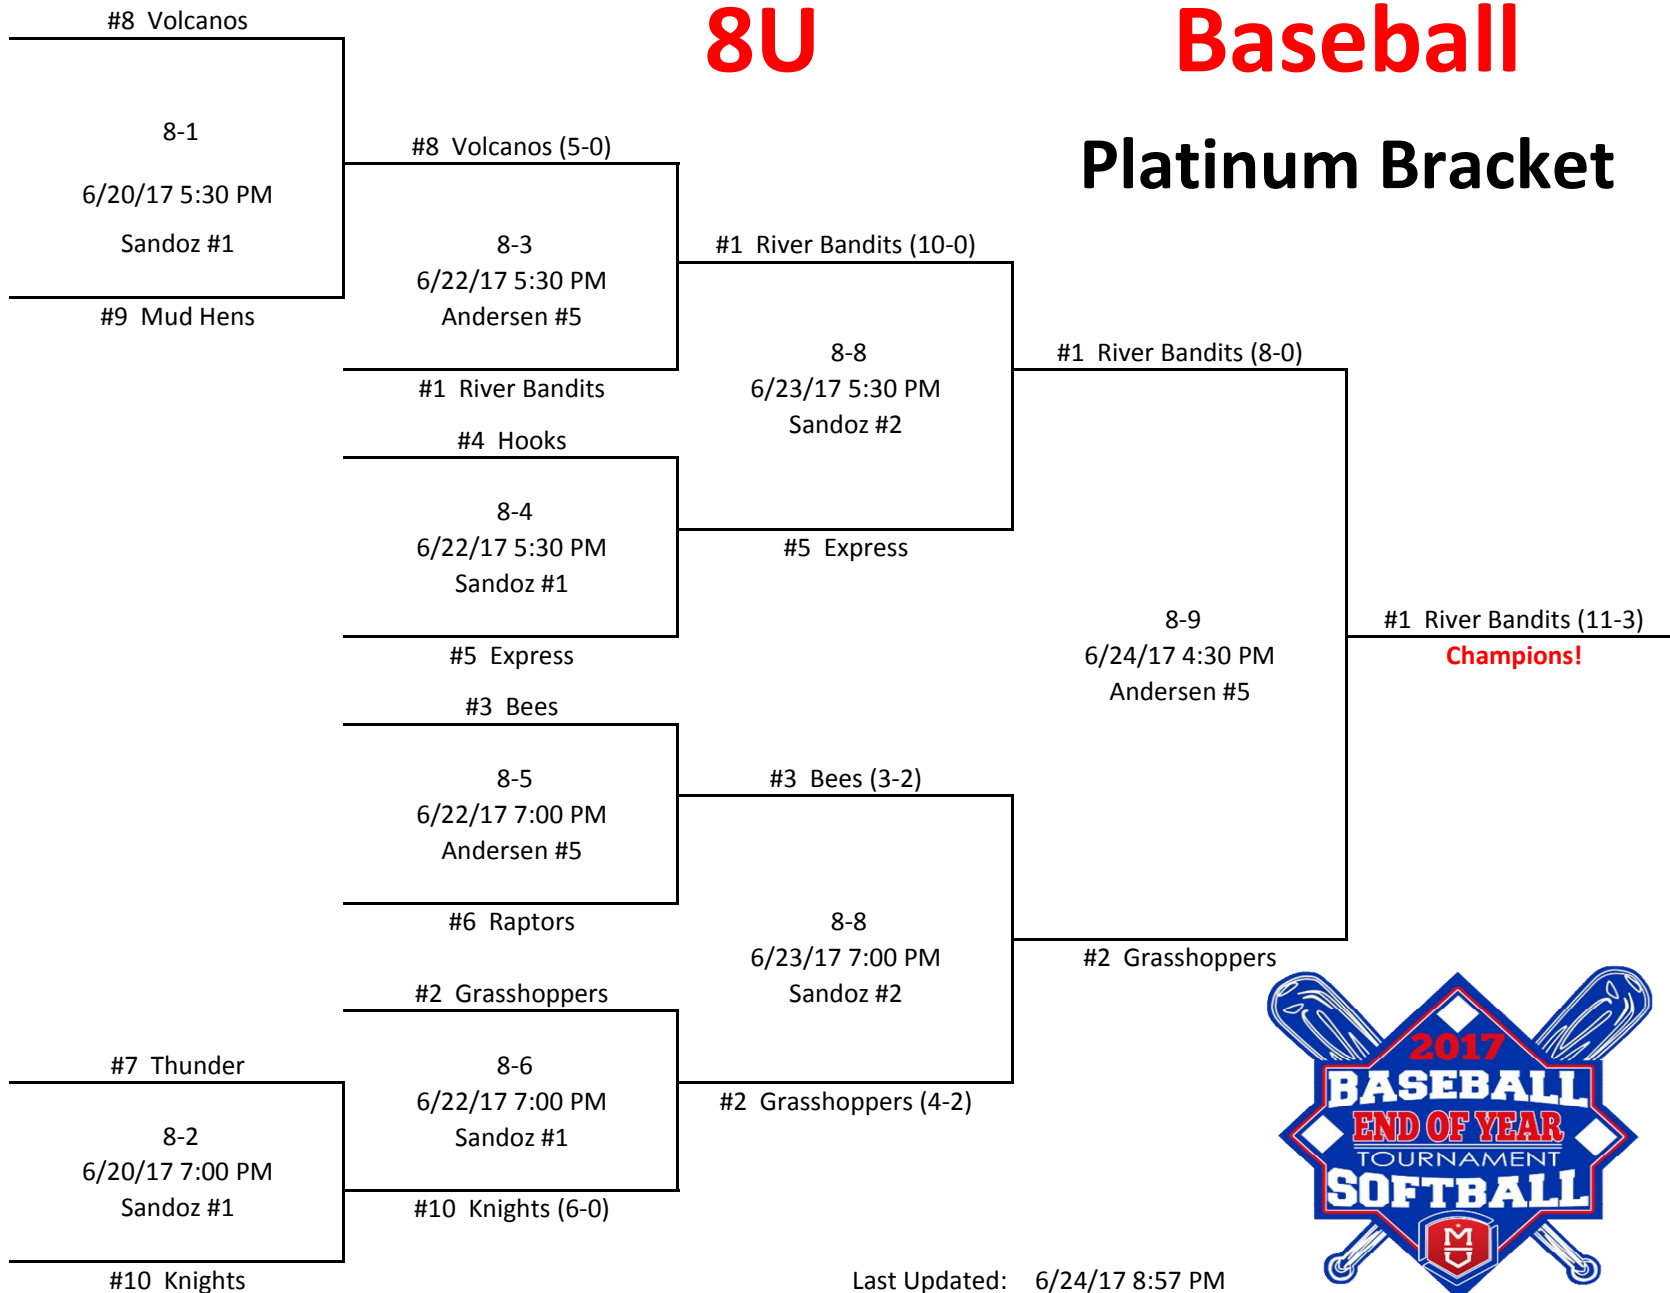 8U
Baseball
Platinum Bracket
#8 Volcanos
8-1
6/20/17 5:30 PM
Sandoz #1
#9 Mud Hens
#8 Volcanos (5-0)
8-3
6/22/17 5:30 PM
Andersen #5
#1 River Bandits
#4 Hooks
8-4
6/22/17 5:30 PM
Sandoz #1
#5 Express
#3 Bees
8-5
6/22/17 7:00 PM
Andersen #5
#6 Raptors
#2 Grasshoppers
8-6
6/22/17 7:00 PM
Sandoz #1
#10 Knights (6-0)
#7 Thunder
8-2
6/20/17 7:00 PM
Sandoz #1
#10 Knights
#1 River Bandits (10-0)
8-8
6/23/17 5:30 PM
Sandoz #2
#5 Express
#3 Bees (3-2)
8-8
6/23/17 7:00 PM
Sandoz #2
#2 Grasshoppers (4-2)
#1 River Bandits (8-0)
8-9
6/24/17 4:30 PM
Andersen #5
#2 Grasshoppers
#1 River Bandits (11-3)
Champions!
2017
BASEBALL
END OF YEAR
TOURNAMENT
SOFTBALL
MU
Last Updated: 6/24/17 8:57 PM